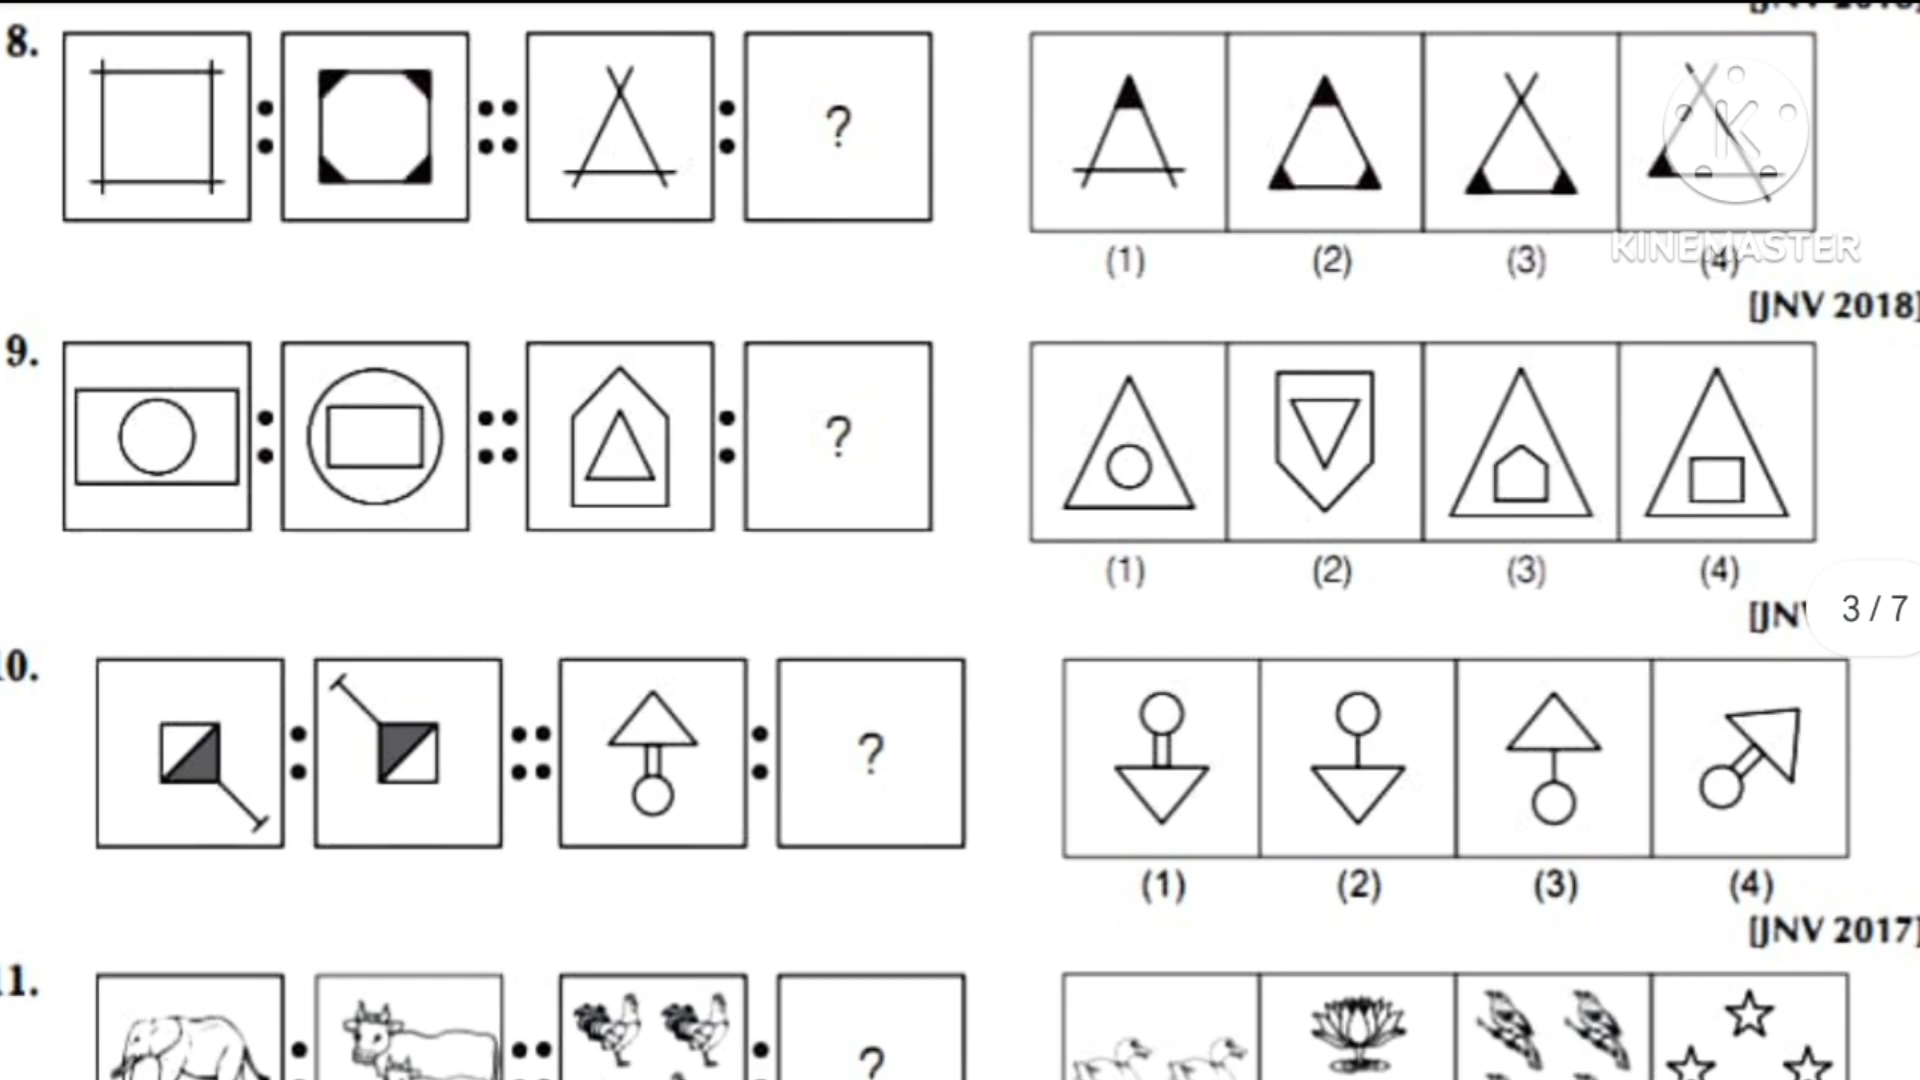 8.
?
(1) (2) (3) (4)
K
KINEMASTER
[JNV 2018]
9.
?
(1) (2) (3) (4)
3 / 7
10.
?
(1) (2) (3) (4)
[JNV 2017]
11.
?